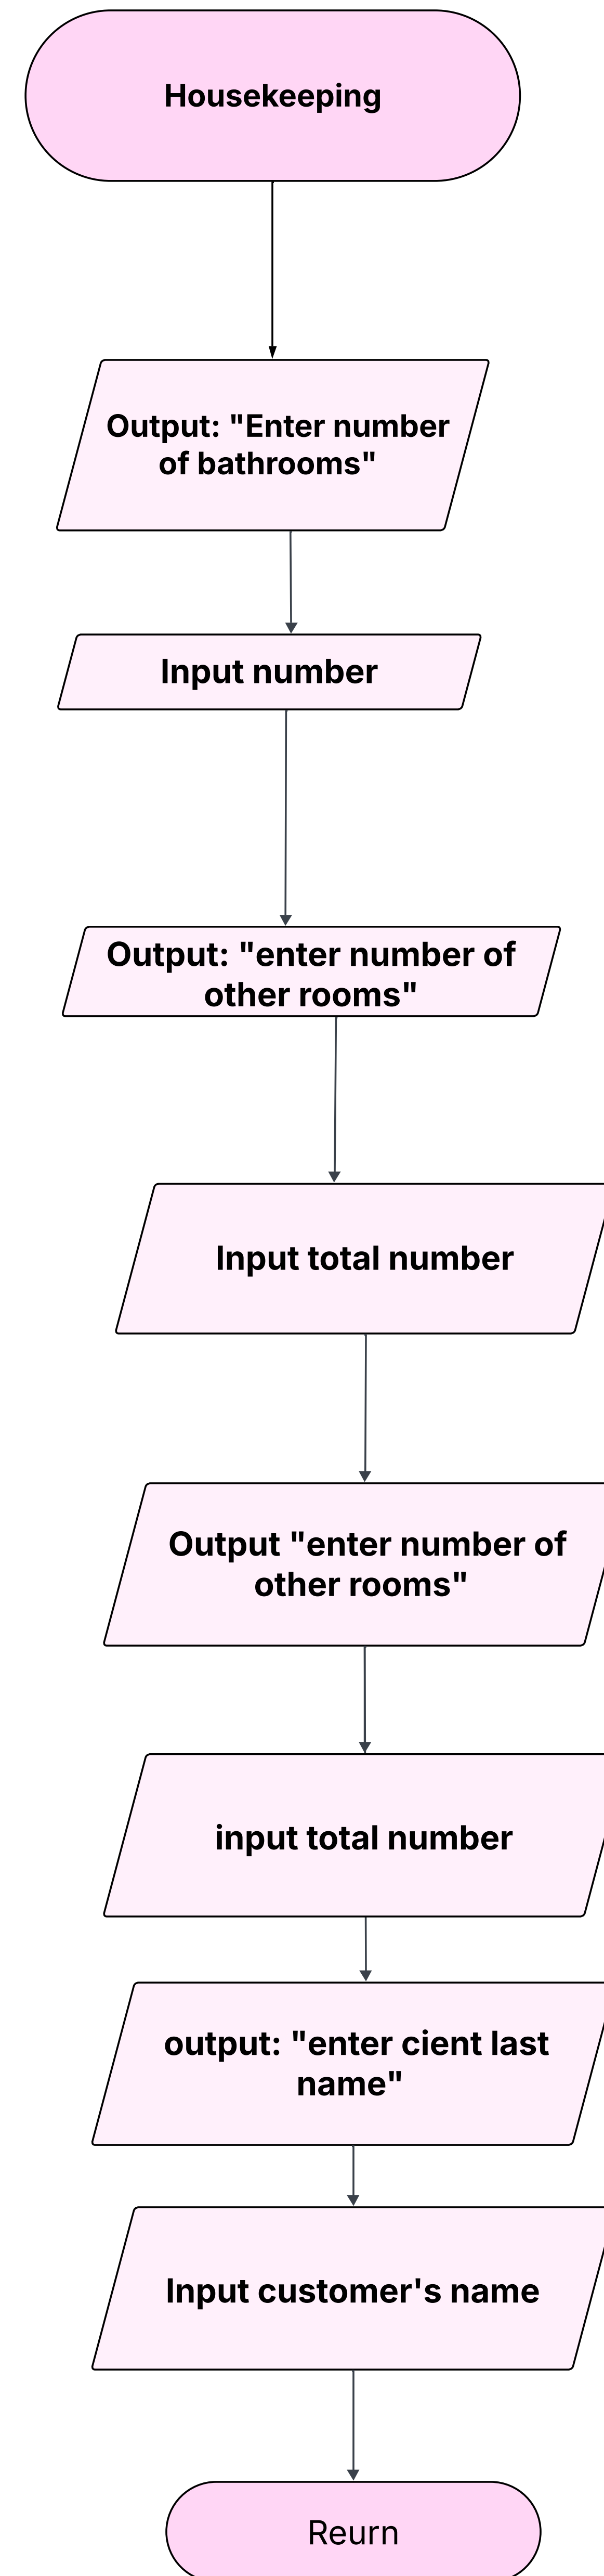 Housekeeping
Output: "Enter number
of bathrooms"
Input number
Output: "enter number of
other rooms"
Input total number
Output "enter number of
other rooms"
input total number
output: "enter cient last
name"
Input customer's name
Reurn